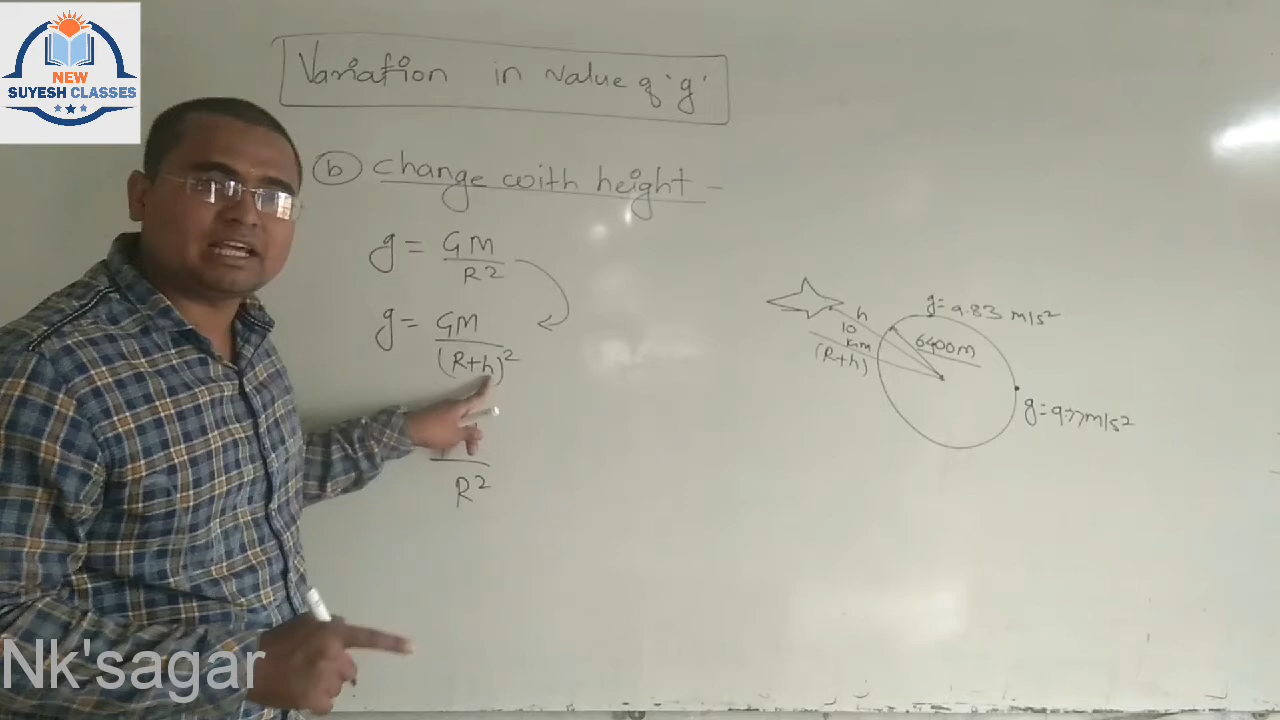 NEW
SUYESH CLASSES
Variation in value of 'g'
b change with height -
g = GM
R²
g = GM
(R+h)²
R²
h
10
km
(R+h)
g = 9.83 m/s²
6400m
g = 9.77 m/s²
Nk'sagar